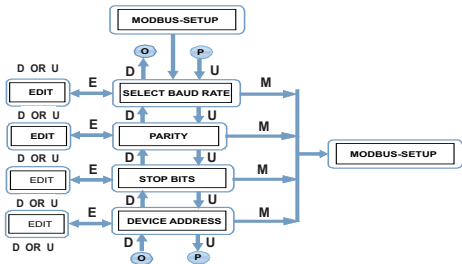 MODBUS-SETUP
O P
D OR U D U
EDIT E SELECT BAUD RATE M
D OR U D U
EDIT E PARITY M
MODBUS-SETUP
D OR U D U
EDIT E STOP BITS M
D OR U D U
EDIT E DEVICE ADDRESS M
D OR U D U
O P